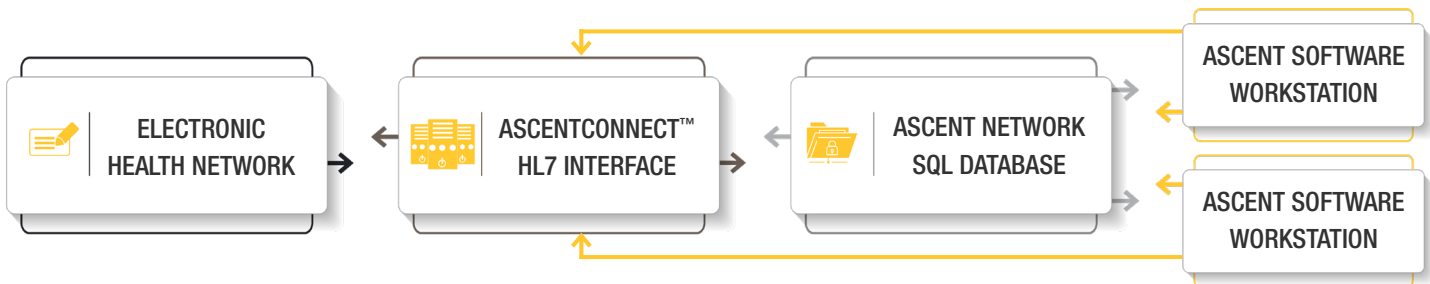 ELECTRONIC
HEALTH NETWORK
ASCENTCONNECT™
HL7 INTERFACE
ASCENT NETWORK
SQL DATABASE
ASCENT SOFTWARE
WORKSTATION
ASCENT SOFTWARE
WORKSTATION